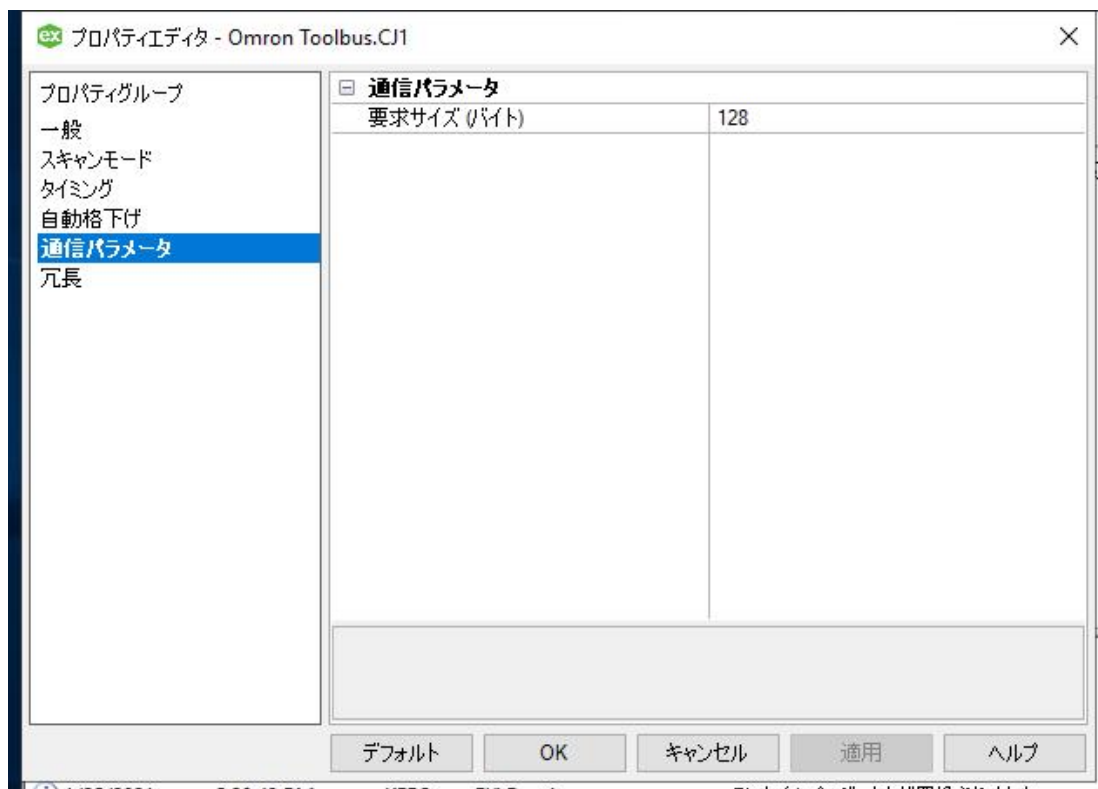 ex プロパティエディタ - Omron Toolbus.CJ1
プロパティグループ
一般
スキャンモード
タイミング
自動格下げ
通信パラメータ
冗長
通信パラメータ
要求サイズ (バイト) 128
デフォルト OK キャンセル 適用 ヘルプ